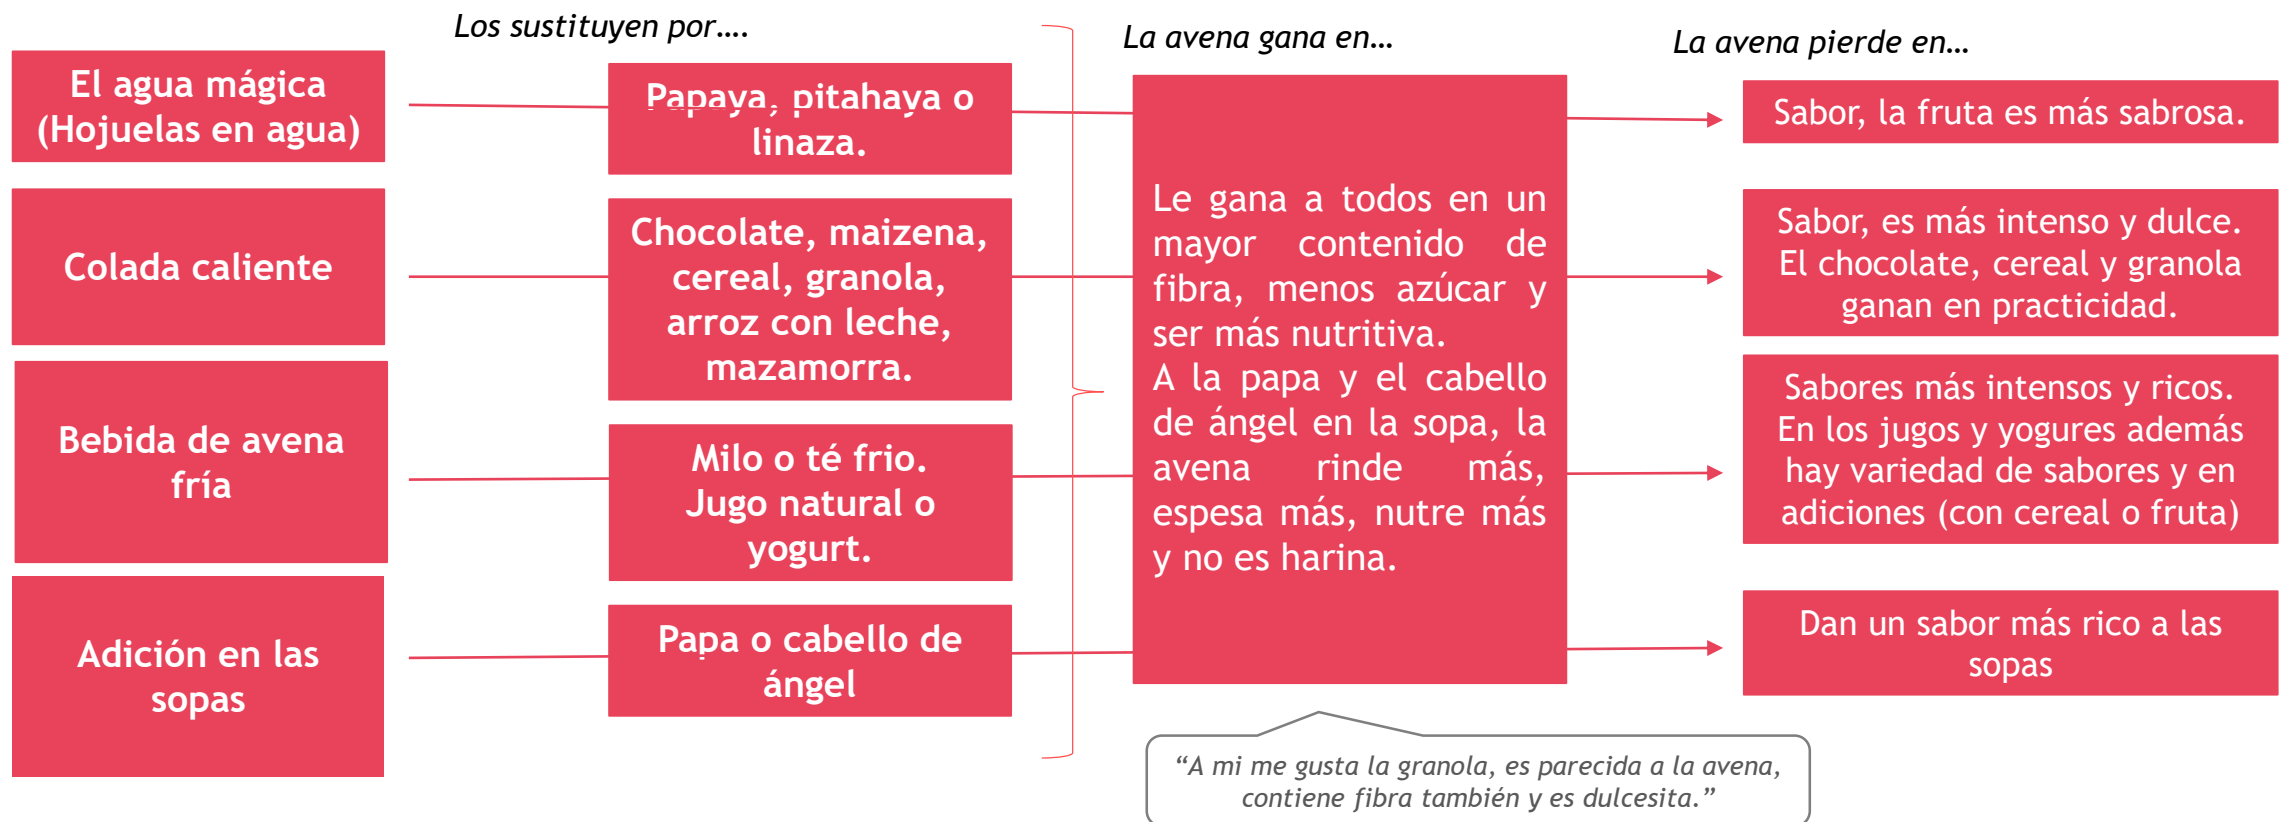 Los sustituyen por….
La avena gana en…
La avena pierde en…
El agua mágica
(Hojuelas en agua)
Papaya, pitahaya o
linaza.
Sabor, la fruta es más sabrosa.
Colada caliente
Chocolate, maizena,
cereal, granola,
arroz con leche,
mazamorra.
Sabor, es más intenso y dulce.
El chocolate, cereal y granola
ganan en practicidad.
Bebida de avena
fría
Milo o té frio.
Jugo natural o
yogurt.
Sabores más intensos y ricos.
En los jugos y yogures además
hay variedad de sabores y en
adiciones (con cereal o fruta)
Adición en las
sopas
Papa o cabello de
ángel
Dan un sabor más rico a las
sopas
Le gana a todos en un
mayor contenido de
fibra, menos azúcar y
ser más nutritiva.
A la papa y el cabello
de ángel en la sopa, la
avena rinde más,
espesa más, nutre más
y no es harina.
“A mi me gusta la granola, es parecida a la avena,
contiene fibra también y es dulcesita.”